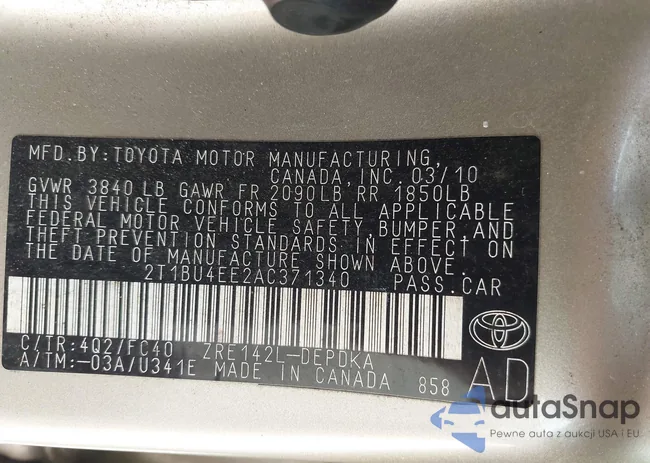 MFD.BY:TOYOTA MOTOR MANUFACTURING,
CANADA,INC.03/10
GVWR 3840 LB GAWR FR 2090LB RR 1850LB
THIS VEHICLE CONFORMS TO ALL APPLICABLE
FEDERAL MOTOR VEHICLE SAFETY, BUMPER,AND
THEFT PREVENTION STANDARDS IN EFFECT ON
THE DATE OF MANUFACTURE SHOWN ABOVE.
2T1BU4EE2AC371340 PASS.CAR
C/TR:4Q2/FC40 ZRE142L-DEPDKA
A/TM:-03A/U341E MADE IN CANADA 858
AD
autaSnap
Pewne auta z aukcji USA i EU